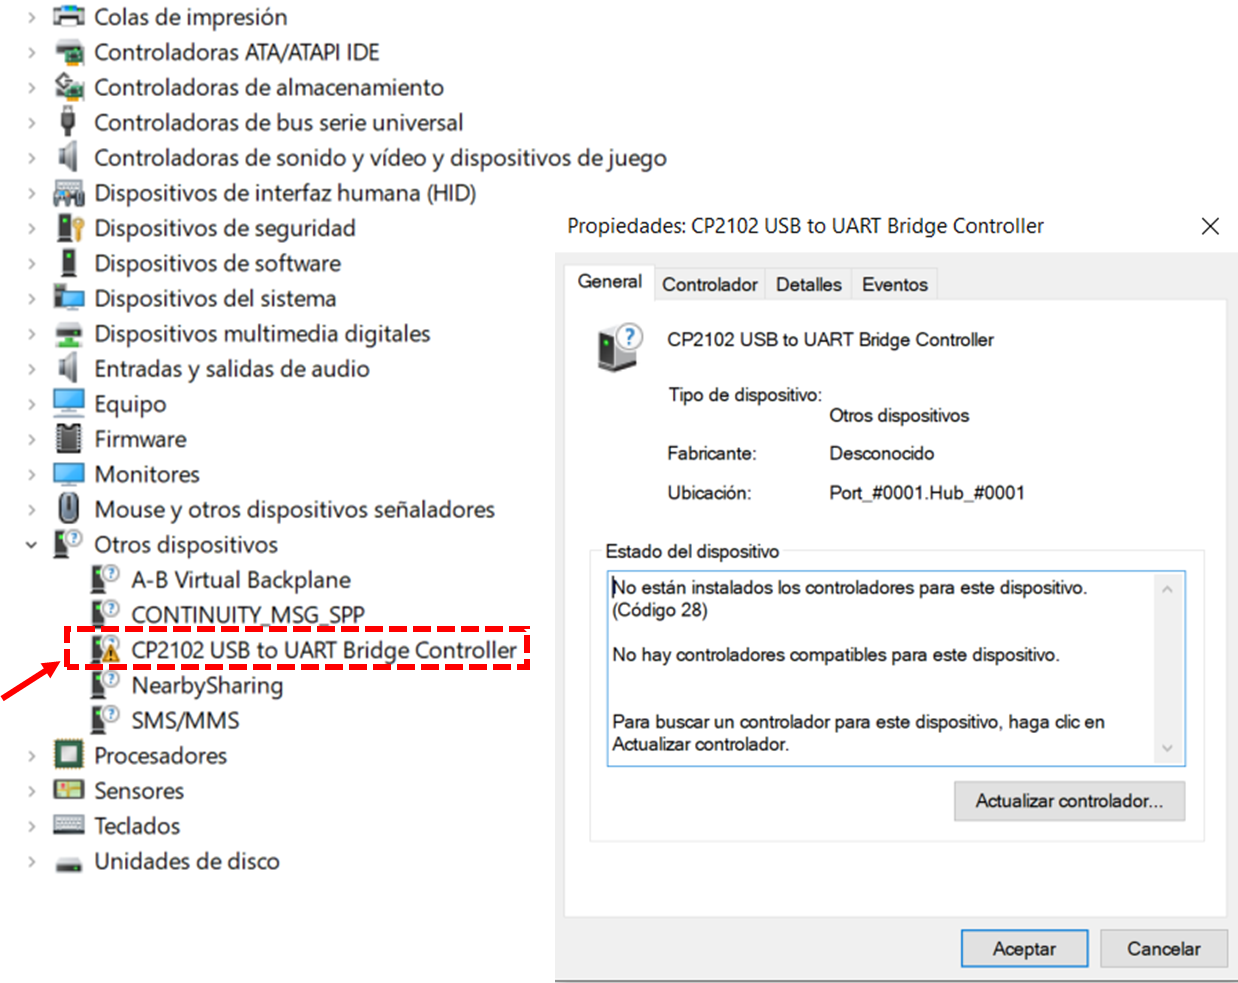 Colas de impresión
Controladoras ATA/ATAPI IDE
Controladoras de almacenamiento
Controladoras de bus serie universal
Controladoras de sonido y vídeo y dispositivos de juego
Dispositivos de interfaz humana (HID)
Dispositivos de seguridad
Dispositivos de software
Dispositivos del sistema
Dispositivos multimedia digitales
Entradas y salidas de audio
Equipo
Firmware
Monitores
Mouse y otros dispositivos señaladores
Otros dispositivos
A-B Virtual Backplane
CONTINUITY_MSG_SPP
CP2102 USB to UART Bridge Controller
NearbySharing
SMS/MMS
Procesadores
Sensores
Teclados
Unidades de disco
Propiedades: CP2102 USB to UART Bridge Controller
General Controlador Detalles Eventos
CP2102 USB to UART Bridge Controller
Tipo de dispositivo:
Otros dispositivos
Fabricante: Desconocido
Ubicación: Port_#0001.Hub_#0001
Estado del dispositivo
No están instalados los controladores para este dispositivo.
(Código 28)
No hay controladores compatibles para este dispositivo.
Para buscar un controlador para este dispositivo, haga clic en
Actualizar controlador.
Actualizar controlador...
Aceptar Cancelar